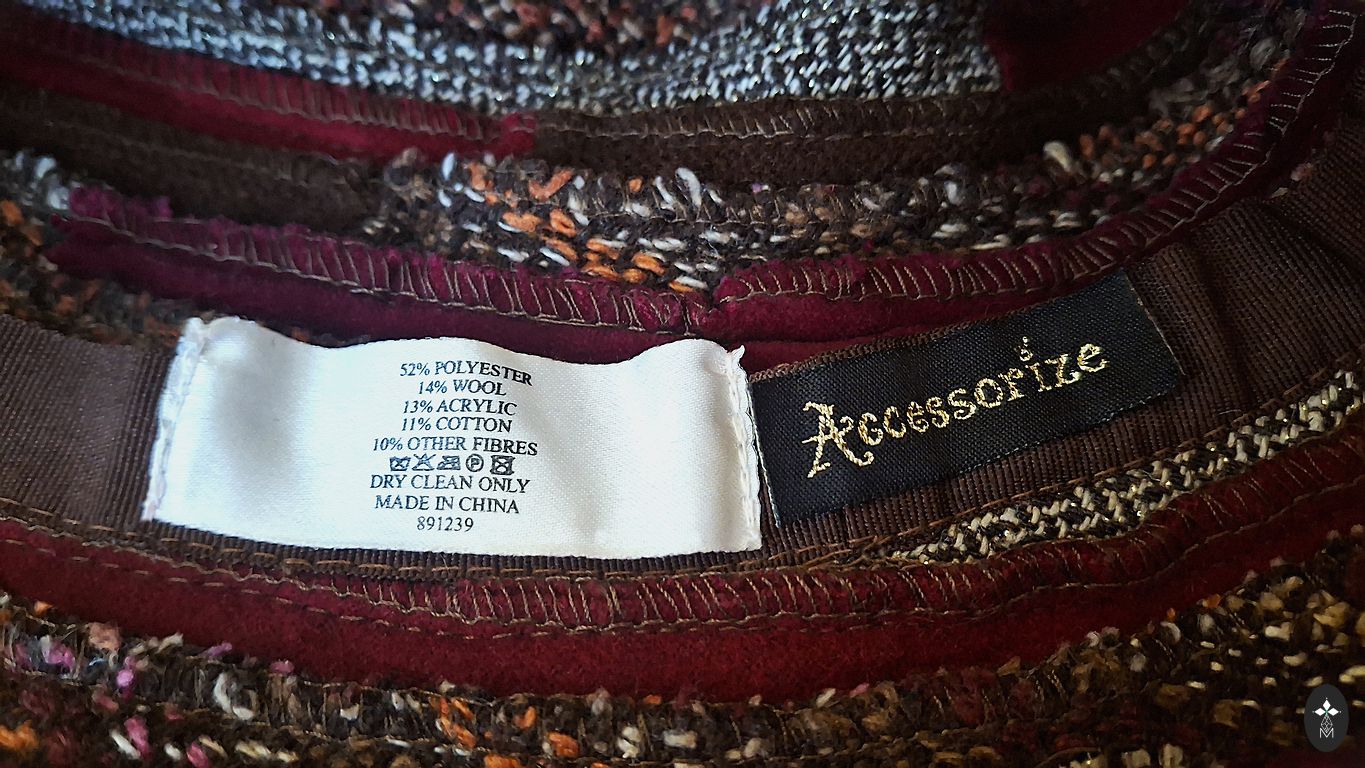 52% POLYESTER
14% WOOL
13% ACRYLIC
11% COTTON
10% OTHER FIBRES
P
DRY CLEAN ONLY
MADE IN CHINA
891239
Accessorize
M